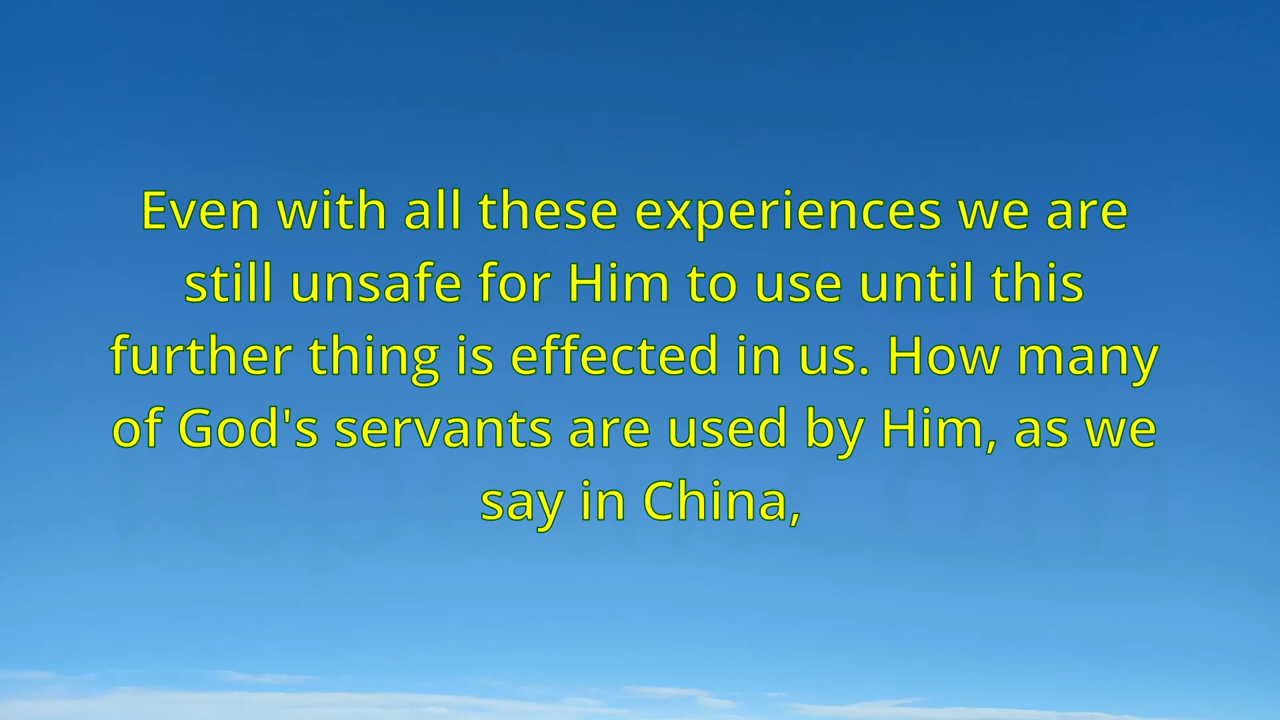 Even with all these experiences we are
still unsafe for Him to use until this
further thing is effected in us. How many
of God's servants are used by Him, as we
say in China,